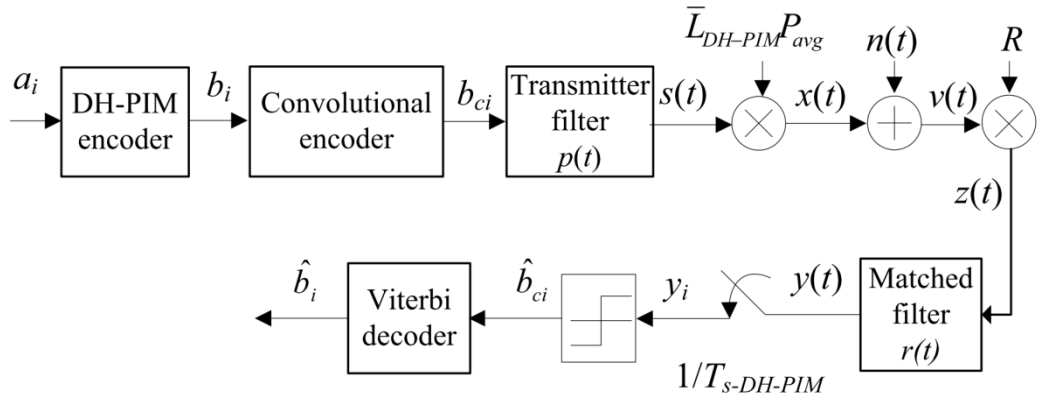 L̅_DH–PIM P_avg n(t) R
a_i DH-PIM encoder b_i Convolutional encoder b_ci Transmitter filter p(t) s(t) x(t) v(t)
z(t)
b̂_i Viterbi decoder b̂_ci y_i y(t) Matched filter r(t)
1/T_s-DH-PIM